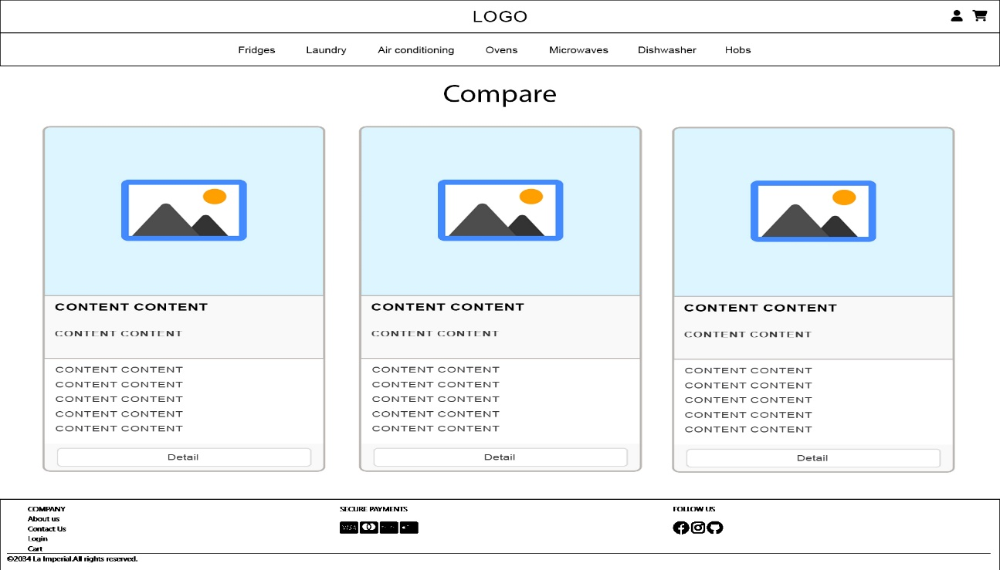 LOGO
Fridges Laundry Air conditioning Ovens Microwaves Dishwasher Hobs
Compare
CONTENT CONTENT
CONTENT CONTENT
CONTENT CONTENT
CONTENT CONTENT
CONTENT CONTENT
CONTENT CONTENT
CONTENT CONTENT
Detail
CONTENT CONTENT
CONTENT CONTENT
CONTENT CONTENT
CONTENT CONTENT
CONTENT CONTENT
CONTENT CONTENT
CONTENT CONTENT
Detail
CONTENT CONTENT
CONTENT CONTENT
CONTENT CONTENT
CONTENT CONTENT
CONTENT CONTENT
CONTENT CONTENT
CONTENT CONTENT
Detail
COMPANY
About us
Contact Us
Login
Cart
SECURE PAYMENTS
VISA
FOLLOW US
©2034 La Imperial.All rights reserved.